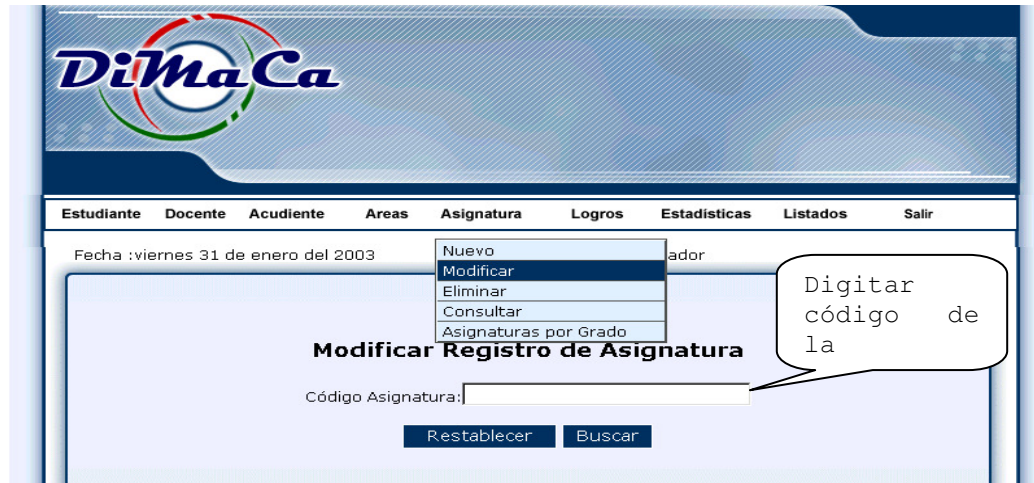 DiMaCa
Estudiante Docente Acudiente Areas Asignatura Logros Estadísticas Listados Salir
Fecha :viernes 31 de enero del 2003 ador
Nuevo
Modificar
Eliminar
Consultar
Asignaturas por Grado
Digitar
código de
la
Modificar Registro de Asignatura
Código Asignatura:
Restablecer Buscar